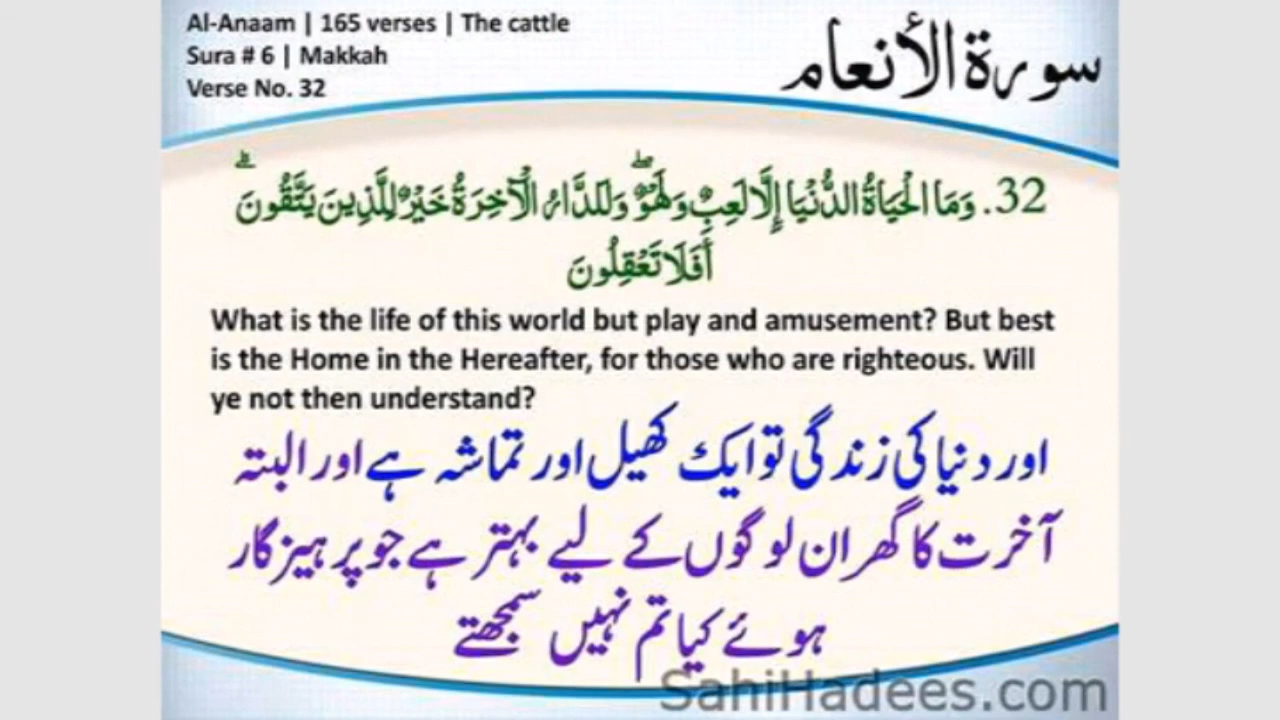 Al-Anaam | 165 verses | The cattle
Sura # 6 | Makkah
Verse No. 32
سورة الأنعام
32. وَمَا الْحَيَاةُ الدُّنْيَا إِلَّا لَعِبٌ وَلَهْوٌ ۖ وَلَلدَّارُ الْآخِرَةُ خَيْرٌ لِلَّذِينَ يَتَّقُونَ ۗ
أَفَلَا تَعْقِلُونَ
What is the life of this world but play and amusement? But best
is the Home in the Hereafter, for those who are righteous. Will
ye not then understand?
اور دنیا کی زندگی تو ایک کھیل اور تماشہ ہے اور البتہ
آخرت کا گھر ان لوگوں کے لیے بہتر ہے جو پرہیزگار
ہوئے کیا تم نہیں سمجھتے
SahiHadees.com